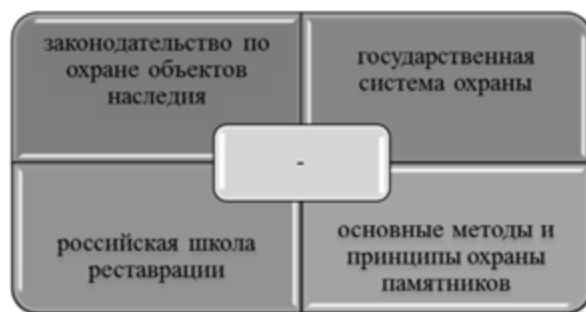 законодательство по
охране объектов
наследия
государственная
система охраны
-
российская школа
реставрации
основные методы и
принципы охраны
памятников